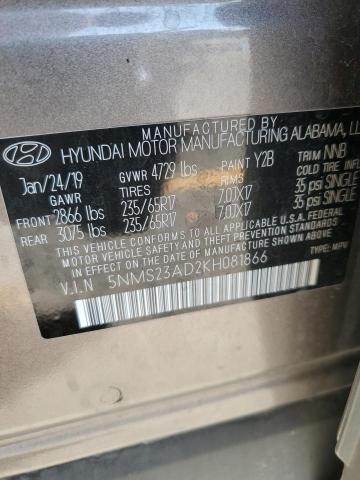 MANUFACTURED BY
HYUNDAI MOTOR MANUFACTURING ALABAMA, LL
Jan/24/19 GVWR 4729 lbs PAINT Y2B TRIM NNB
GAWR TIRES RIMS COLD TIRE IN
FRONT 2866 lbs 235/65R17 7.0JX17 35 psi SINGLE
REAR 3075 lbs 235/65R17 7.0JX17 35 psi SINGLE
THIS VEHICLE CONFORMS TO ALL APPLICABLE FEDERAL
MOTOR VEHICLE SAFETY, BUMPER, AND THEFT PREVENTION STANDARDS
IN EFFECT ON THE DATE OF MANUFACTURE SHOWN ABOVE.
V.I.N 5NMS23AD2KH081866 TYPE: MPV